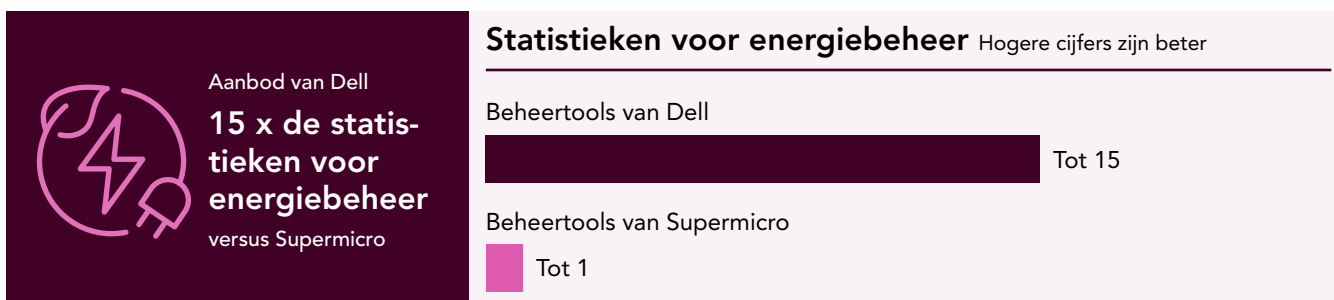 Aanbod van Dell
15 x de statis-
tieken voor
energiebeheer
versus Supermicro
Statistieken voor energiebeheer Hogere cijfers zijn beter
Beheertools van Dell
Tot 15
Beheertools van Supermicro
Tot 1